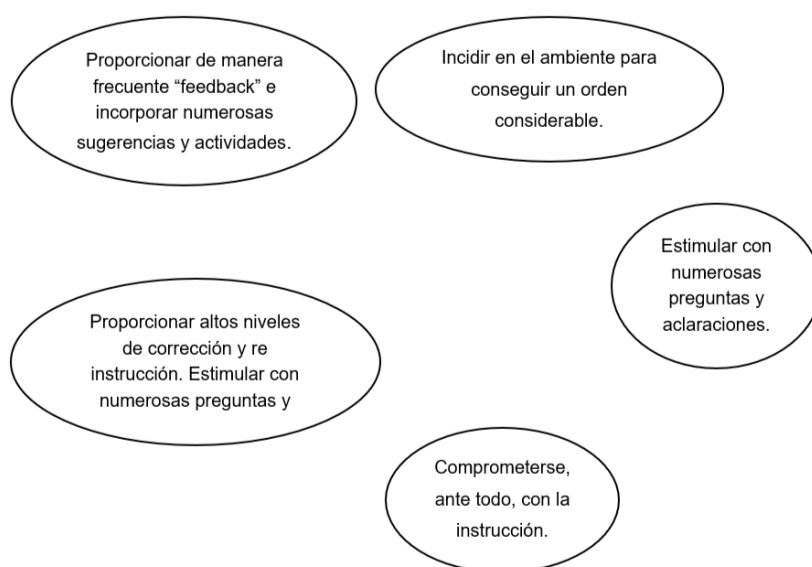 Proporcionar de manera
frecuente “feedback” e
incorporar numerosas
sugerencias y actividades.
Incidir en el ambiente para
conseguir un orden
considerable.
Estimular con
numerosas
preguntas y
aclaraciones.
Proporcionar altos niveles
de corrección y re
instrucción. Estimular con
numerosas preguntas y
Comprometerse,
ante todo, con la
instrucción.